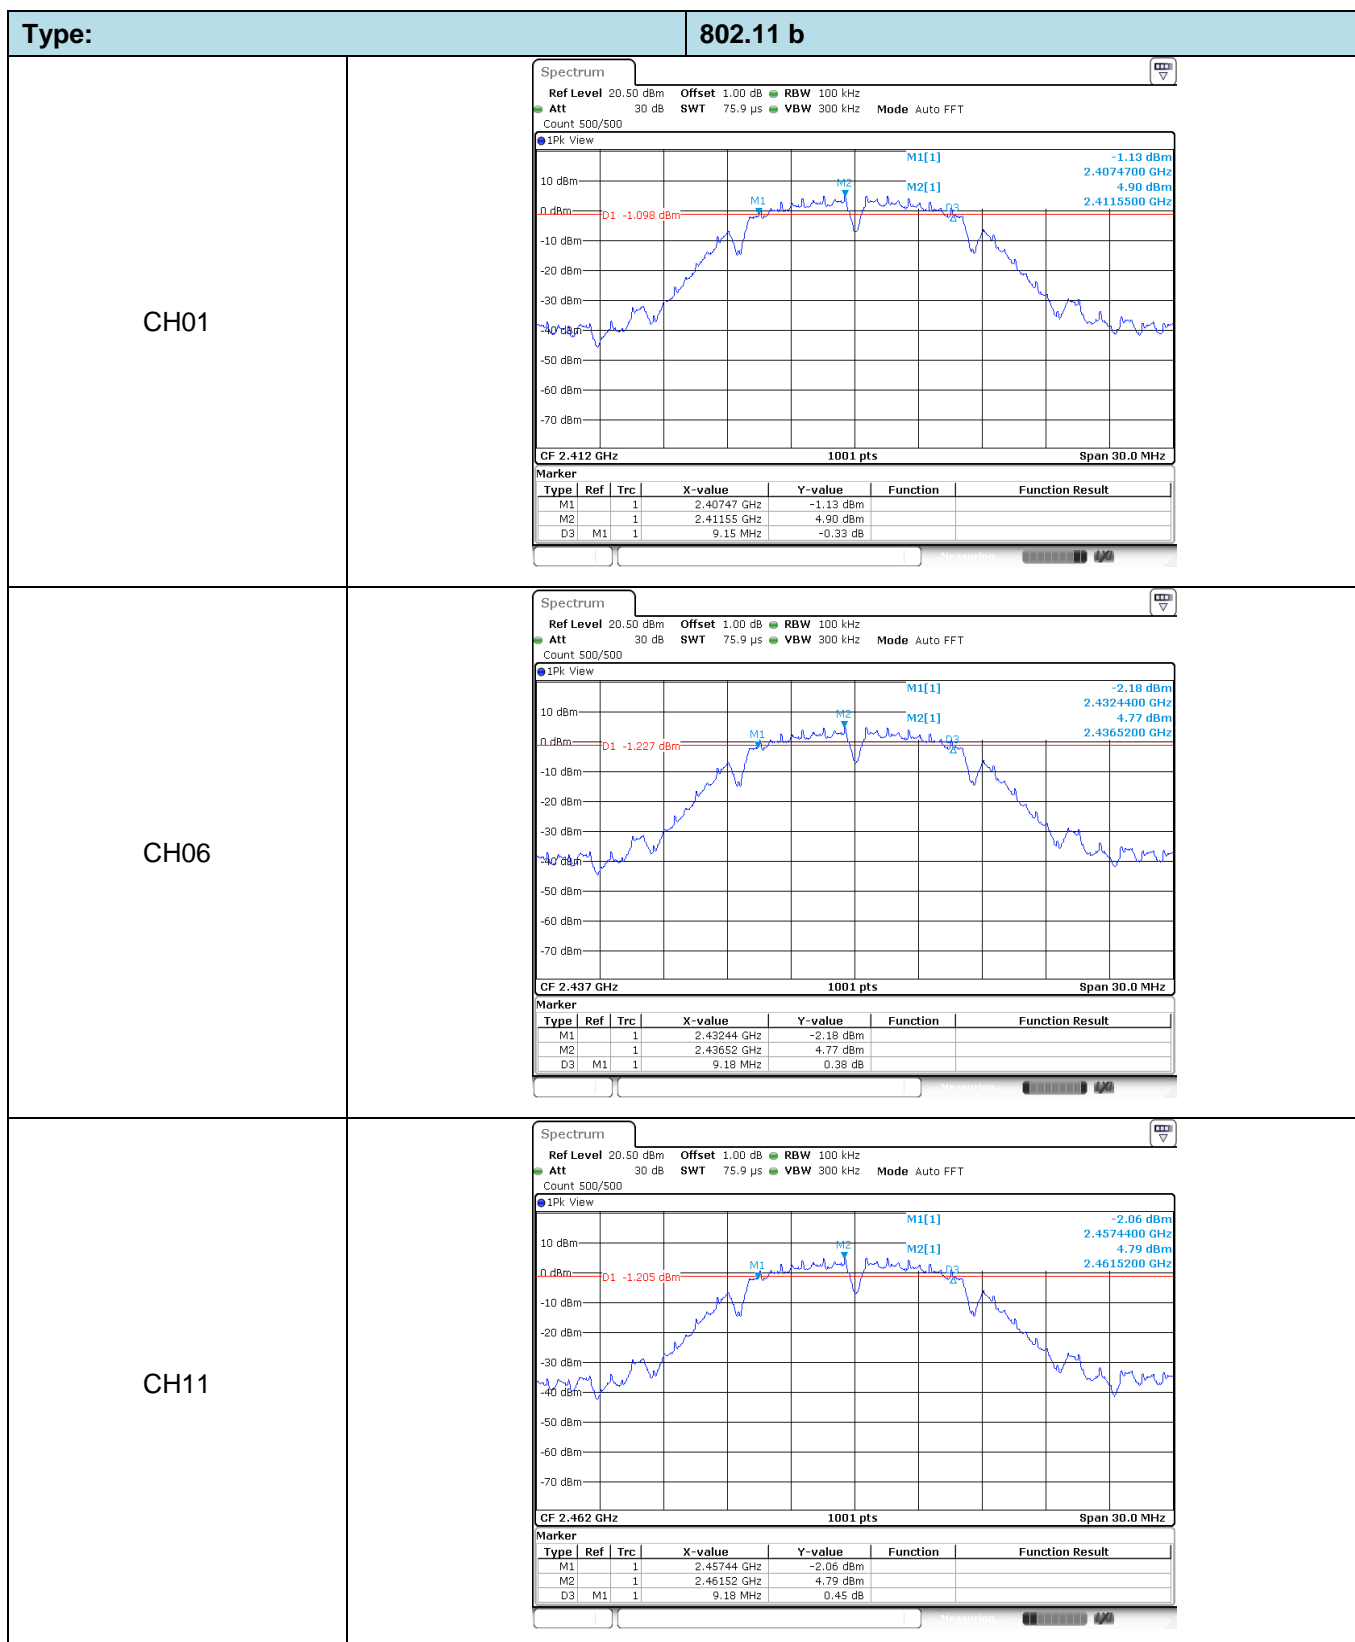 Type: 802.11 b
CH01
Spectrum
Ref Level 20.50 dBm Offset 1.00 dB RBW 100 kHz
Att 30 dB SWT 75.9 µs VBW 300 kHz Mode Auto FFT
Count 500/500
1Pk View
M1[1] -1.13 dBm
2.4074700 GHz
10 dBm M2 M2[1] 4.90 dBm
M1 2.4115500 GHz
0 dBm D1 -1.098 dBm D3
-10 dBm
-20 dBm
-30 dBm
-40 dBm
-50 dBm
-60 dBm
-70 dBm
CF 2.412 GHz 1001 pts Span 30.0 MHz
Marker
Type Ref Trc X-value Y-value Function Function Result
M1 1 2.40747 GHz -1.13 dBm
M2 1 2.41155 GHz 4.90 dBm
D3 M1 1 9.15 MHz -0.33 dB
Measuring...
CH06
Spectrum
Ref Level 20.50 dBm Offset 1.00 dB RBW 100 kHz
Att 30 dB SWT 75.9 µs VBW 300 kHz Mode Auto FFT
Count 500/500
1Pk View
M1[1] -2.18 dBm
2.4324400 GHz
10 dBm M2 M2[1] 4.77 dBm
M1 2.4365200 GHz
0 dBm D1 -1.227 dBm D3
-10 dBm
-20 dBm
-30 dBm
-40 dBm
-50 dBm
-60 dBm
-70 dBm
CF 2.437 GHz 1001 pts Span 30.0 MHz
Marker
Type Ref Trc X-value Y-value Function Function Result
M1 1 2.43244 GHz -2.18 dBm
M2 1 2.43652 GHz 4.77 dBm
D3 M1 1 9.18 MHz 0.38 dB
Measuring...
CH11
Spectrum
Ref Level 20.50 dBm Offset 1.00 dB RBW 100 kHz
Att 30 dB SWT 75.9 µs VBW 300 kHz Mode Auto FFT
Count 500/500
1Pk View
M1[1] -2.06 dBm
2.4574400 GHz
10 dBm M2 M2[1] 4.79 dBm
M1 2.4615200 GHz
0 dBm D1 -1.205 dBm D3
-10 dBm
-20 dBm
-30 dBm
-40 dBm
-50 dBm
-60 dBm
-70 dBm
CF 2.462 GHz 1001 pts Span 30.0 MHz
Marker
Type Ref Trc X-value Y-value Function Function Result
M1 1 2.45744 GHz -2.06 dBm
M2 1 2.46152 GHz 4.79 dBm
D3 M1 1 9.18 MHz 0.45 dB
Measuring...